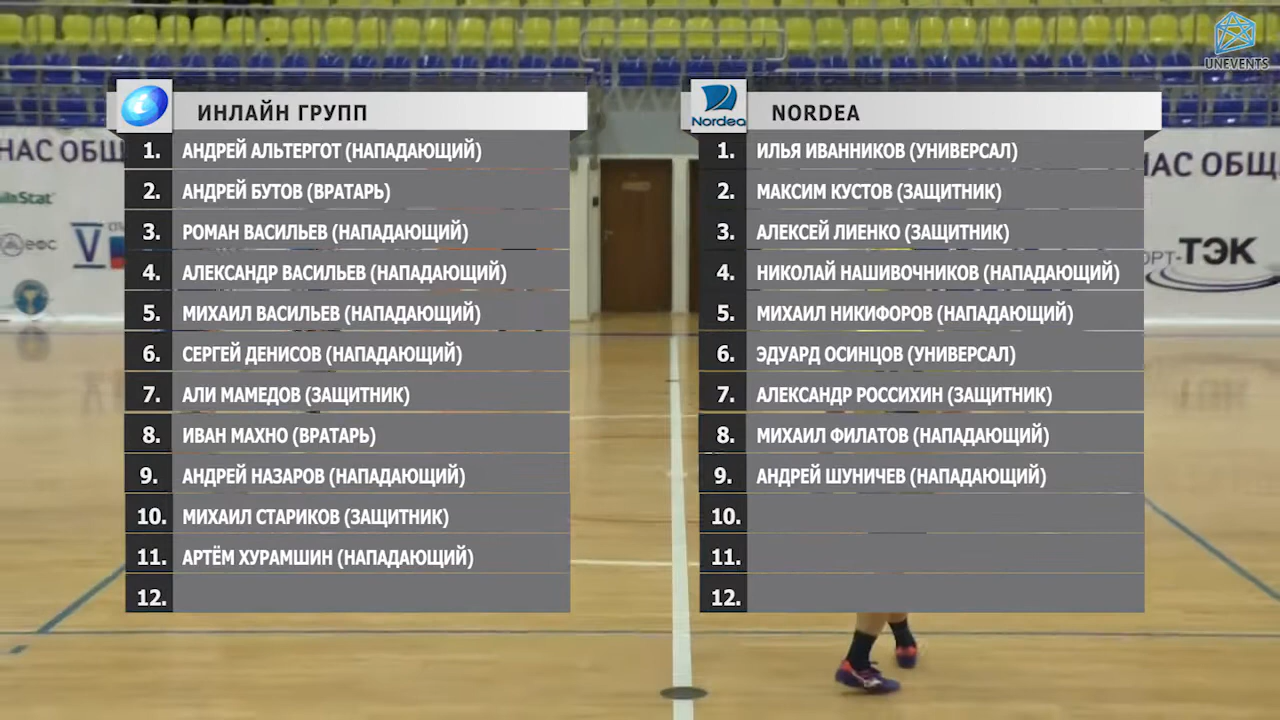 UNEVENTS
ИНЛАЙН ГРУПП
1. АНДРЕЙ АЛЬТЕРГОТ (НАПАДАЮЩИЙ)
2. АНДРЕЙ БУТОВ (ВРАТАРЬ)
3. РОМАН ВАСИЛЬЕВ (НАПАДАЮЩИЙ)
4. АЛЕКСАНДР ВАСИЛЬЕВ (НАПАДАЮЩИЙ)
5. МИХАИЛ ВАСИЛЬЕВ (НАПАДАЮЩИЙ)
6. СЕРГЕЙ ДЕНИСОВ (НАПАДАЮЩИЙ)
7. АЛИ МАМЕДОВ (ЗАЩИТНИК)
8. ИВАН МАХНО (ВРАТАРЬ)
9. АНДРЕЙ НАЗАРОВ (НАПАДАЮЩИЙ)
10. МИХАИЛ СТАРИКОВ (ЗАЩИТНИК)
11. АРТЁМ ХУРАМШИН (НАПАДАЮЩИЙ)
12.
Nordea
NORDEA
1. ИЛЬЯ ИВАННИКОВ (УНИВЕРСАЛ)
2. МАКСИМ КУСТОВ (ЗАЩИТНИК)
3. АЛЕКСЕЙ ЛИЕНКО (ЗАЩИТНИК)
4. НИКОЛАЙ НАШИВОЧНИКОВ (НАПАДАЮЩИЙ)
5. МИХАИЛ НИКИФОРОВ (НАПАДАЮЩИЙ)
6. ЭДУАРД ОСИНЦОВ (УНИВЕРСАЛ)
7. АЛЕКСАНДР РОССИХИН (ЗАЩИТНИК)
8. МИХАИЛ ФИЛАТОВ (НАПАДАЮЩИЙ)
9. АНДРЕЙ ШУНИЧЕВ (НАПАДАЮЩИЙ)
10.
11.
12.
НАС ОБЩ
Stat
ЕФС
V
НАС ОБЩ
ОРТ-ТЭК